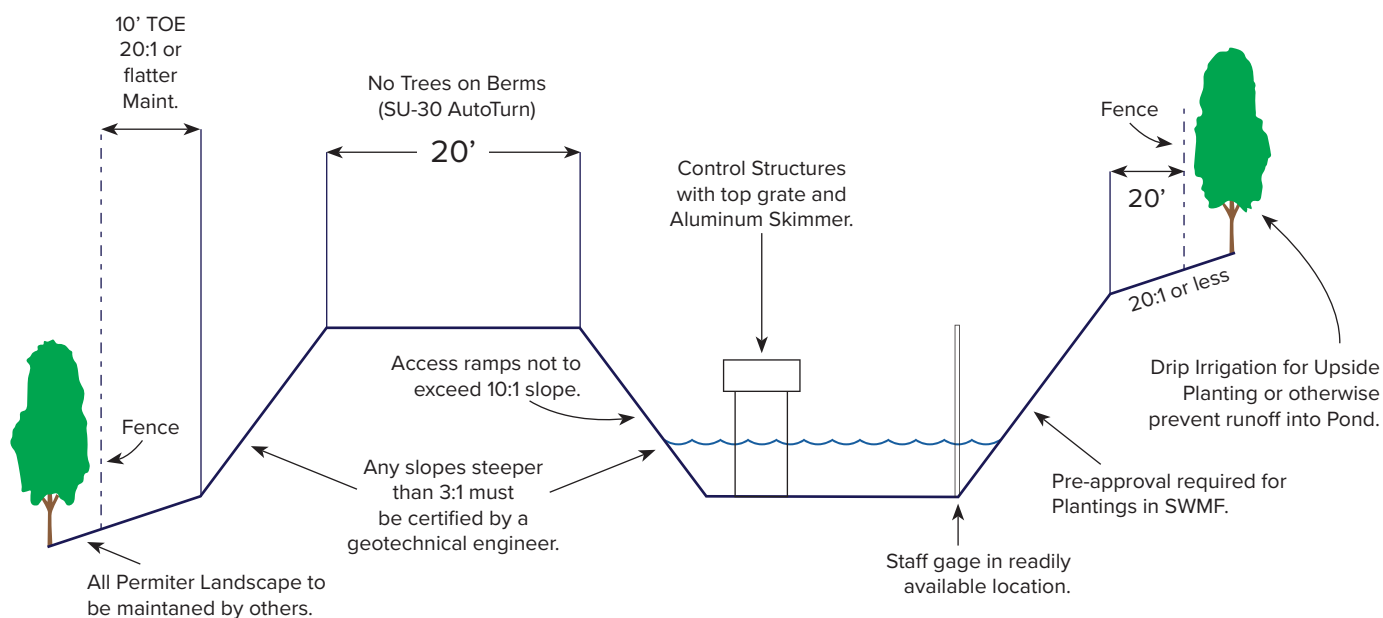 10’ TOE
20:1 or
flatter
Maint.
No Trees on Berms
(SU-30 AutoTurn)
20’
Control Structures
with top grate and
Aluminum Skimmer.
Fence
20’
20:1 or less
Drip Irrigation for Upside
Planting or otherwise
prevent runoff into Pond.
Access ramps not to
exceed 10:1 slope.
Fence
Any slopes steeper
than 3:1 must
be certified by a
geotechnical engineer.
Pre-approval required for
Plantings in SWMF.
Staff gage in readily
available location.
All Permiter Landscape to
be maintaned by others.